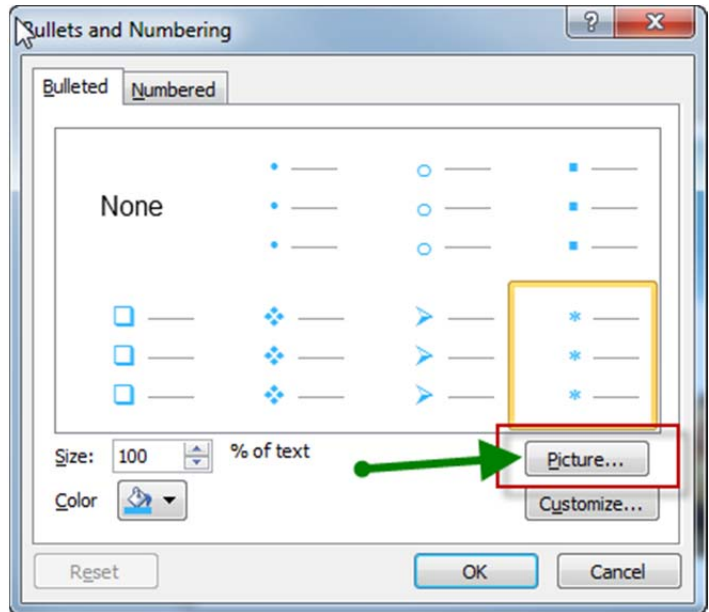 Bullets and Numbering
Bulleted Numbered
None
Size: 100 % of text
Picture...
Color
Customize...
Reset OK Cancel